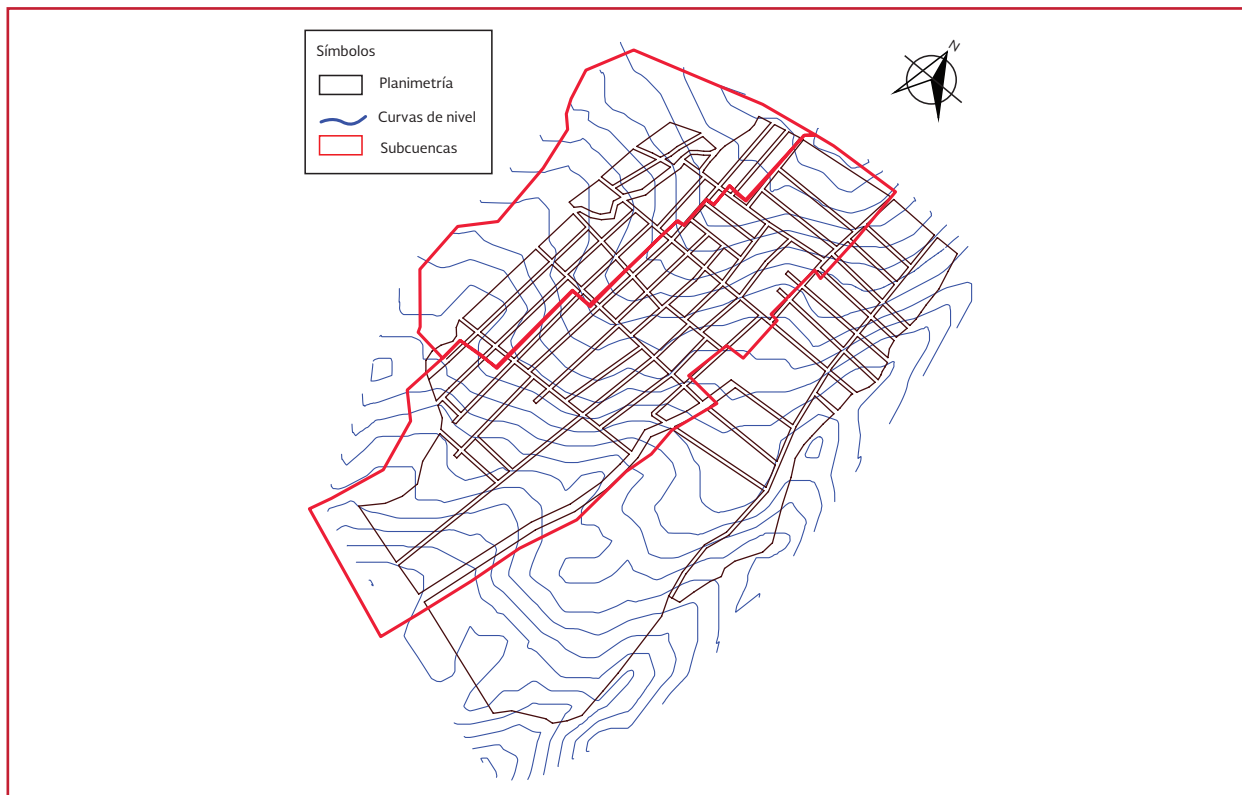 Símbolos
Planimetría
Curvas de nivel
Subcuencas
N